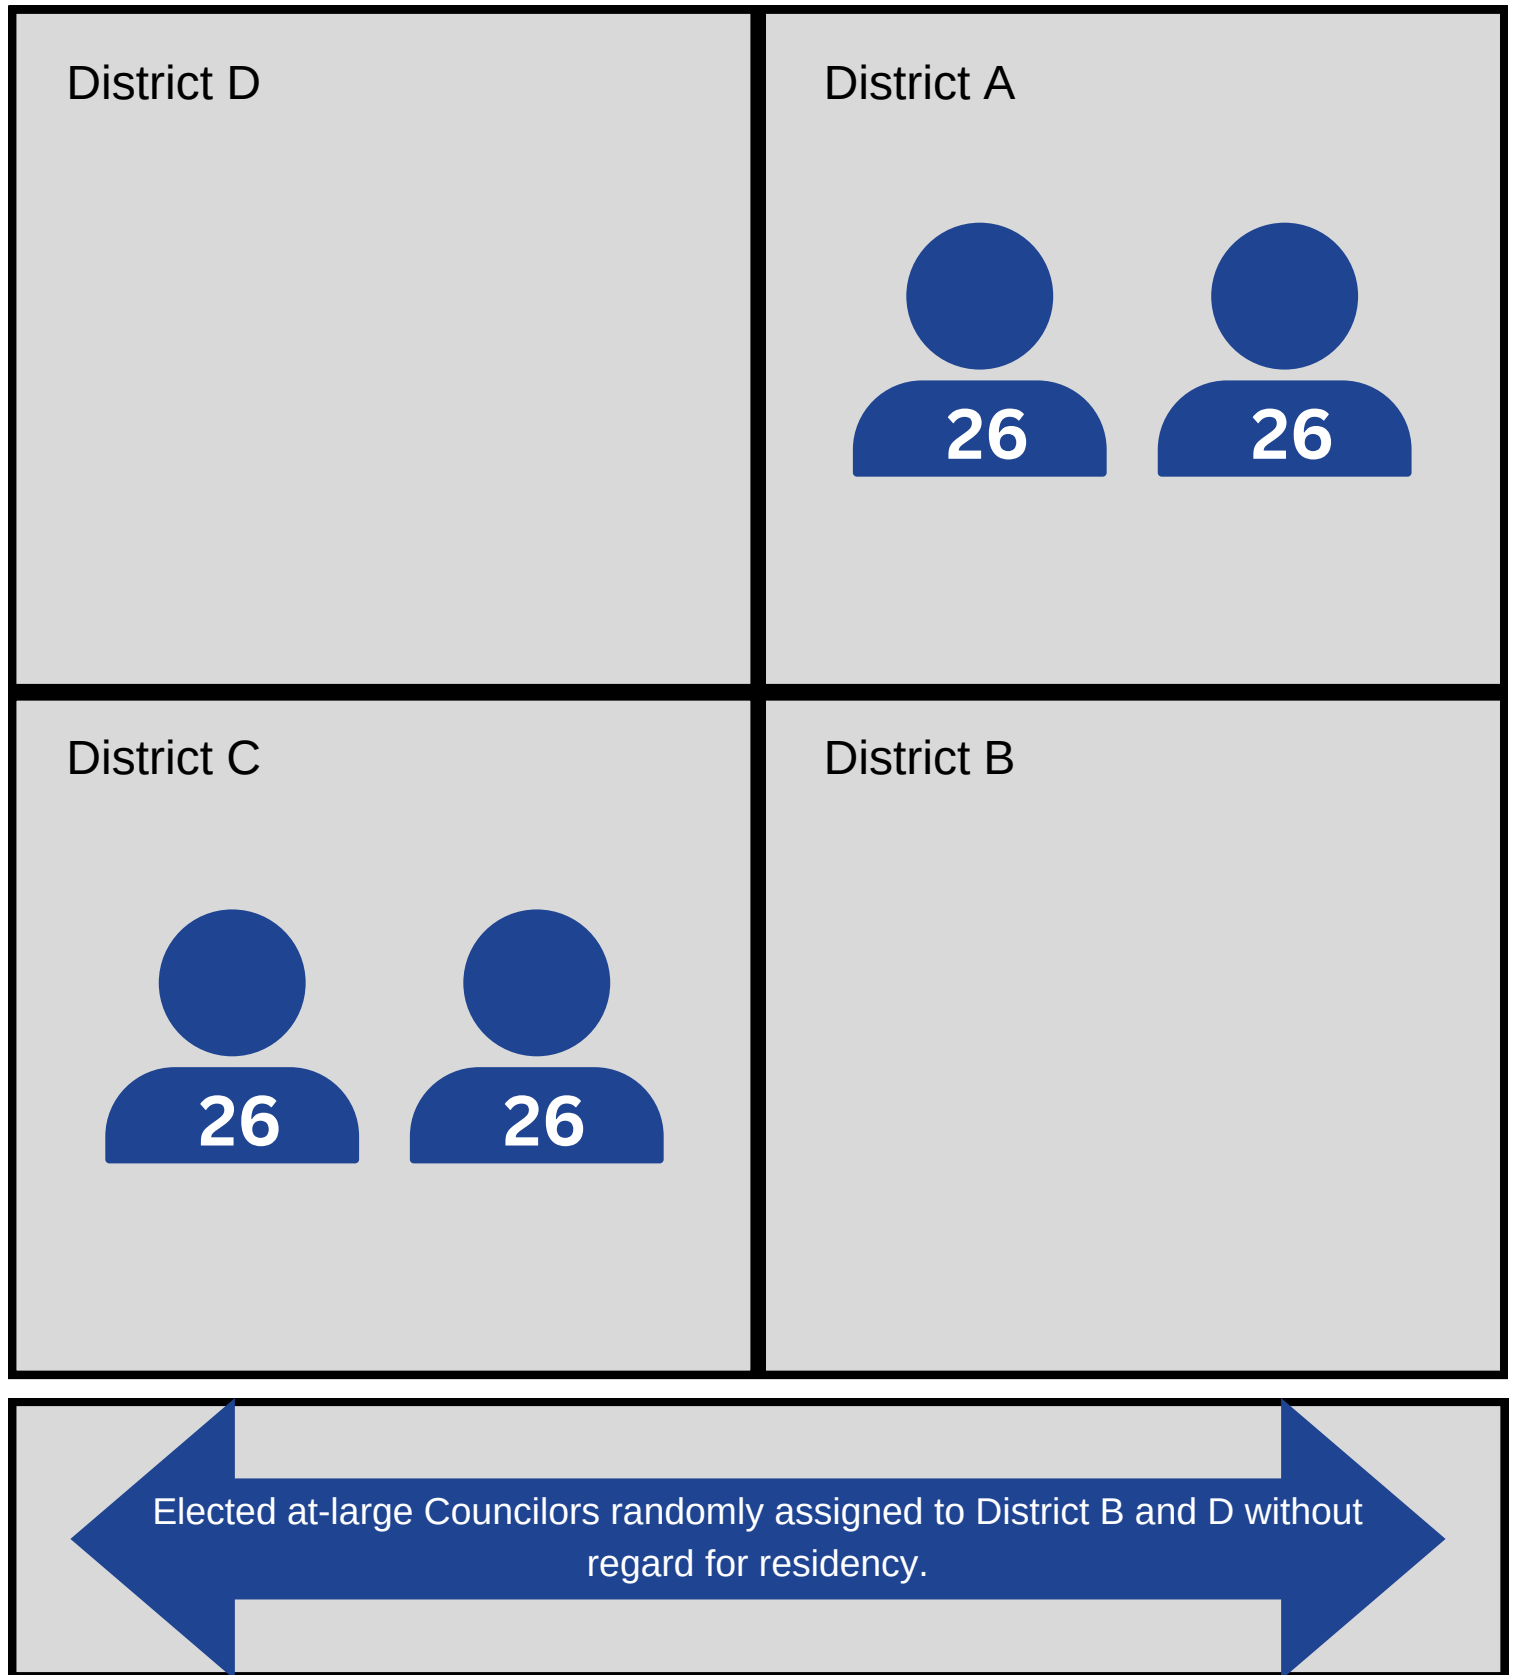 District D
District A
26
26
District C
District B
26
26
Elected at-large Councilors randomly assigned to District B and D without
regard for residency.